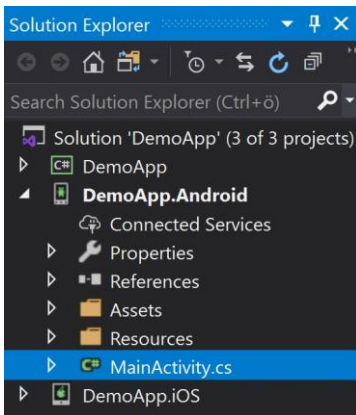 Solution Explorer
Search Solution Explorer (Ctrl+ö)
Solution 'DemoApp' (3 of 3 projects)
C# DemoApp
DemoApp.Android
Connected Services
Properties
References
Assets
Resources
C# MainActivity.cs
DemoApp.iOS